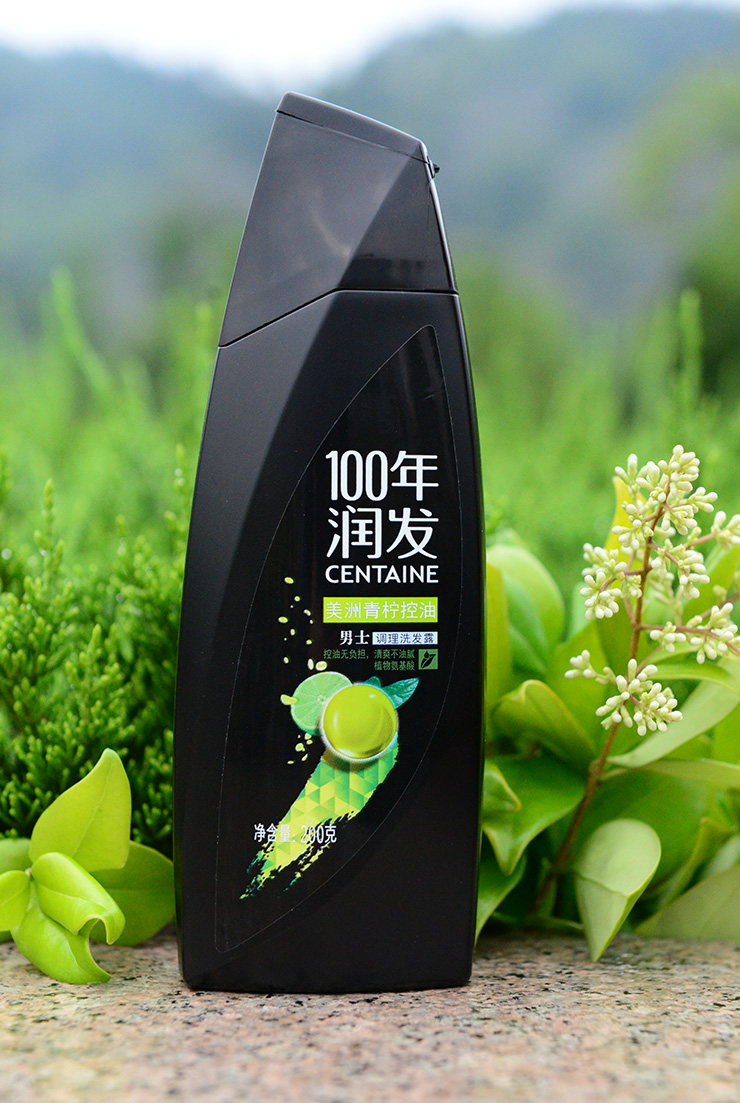 100年
润发
CENTAINE
美洲青柠控油
男士 调理洗发露
控油无负担，清爽不油腻
植物氨基酸
净含量：200克